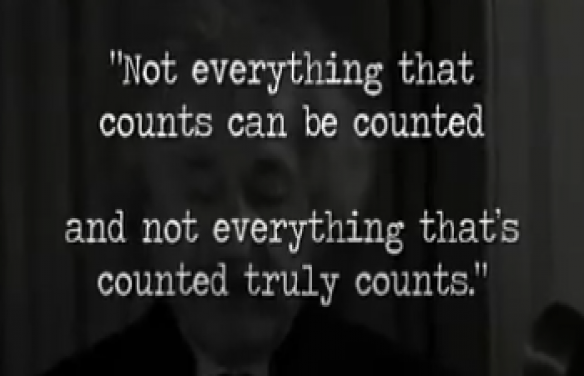 "Not everything that
counts can be counted
and not everything that's
counted truly counts."